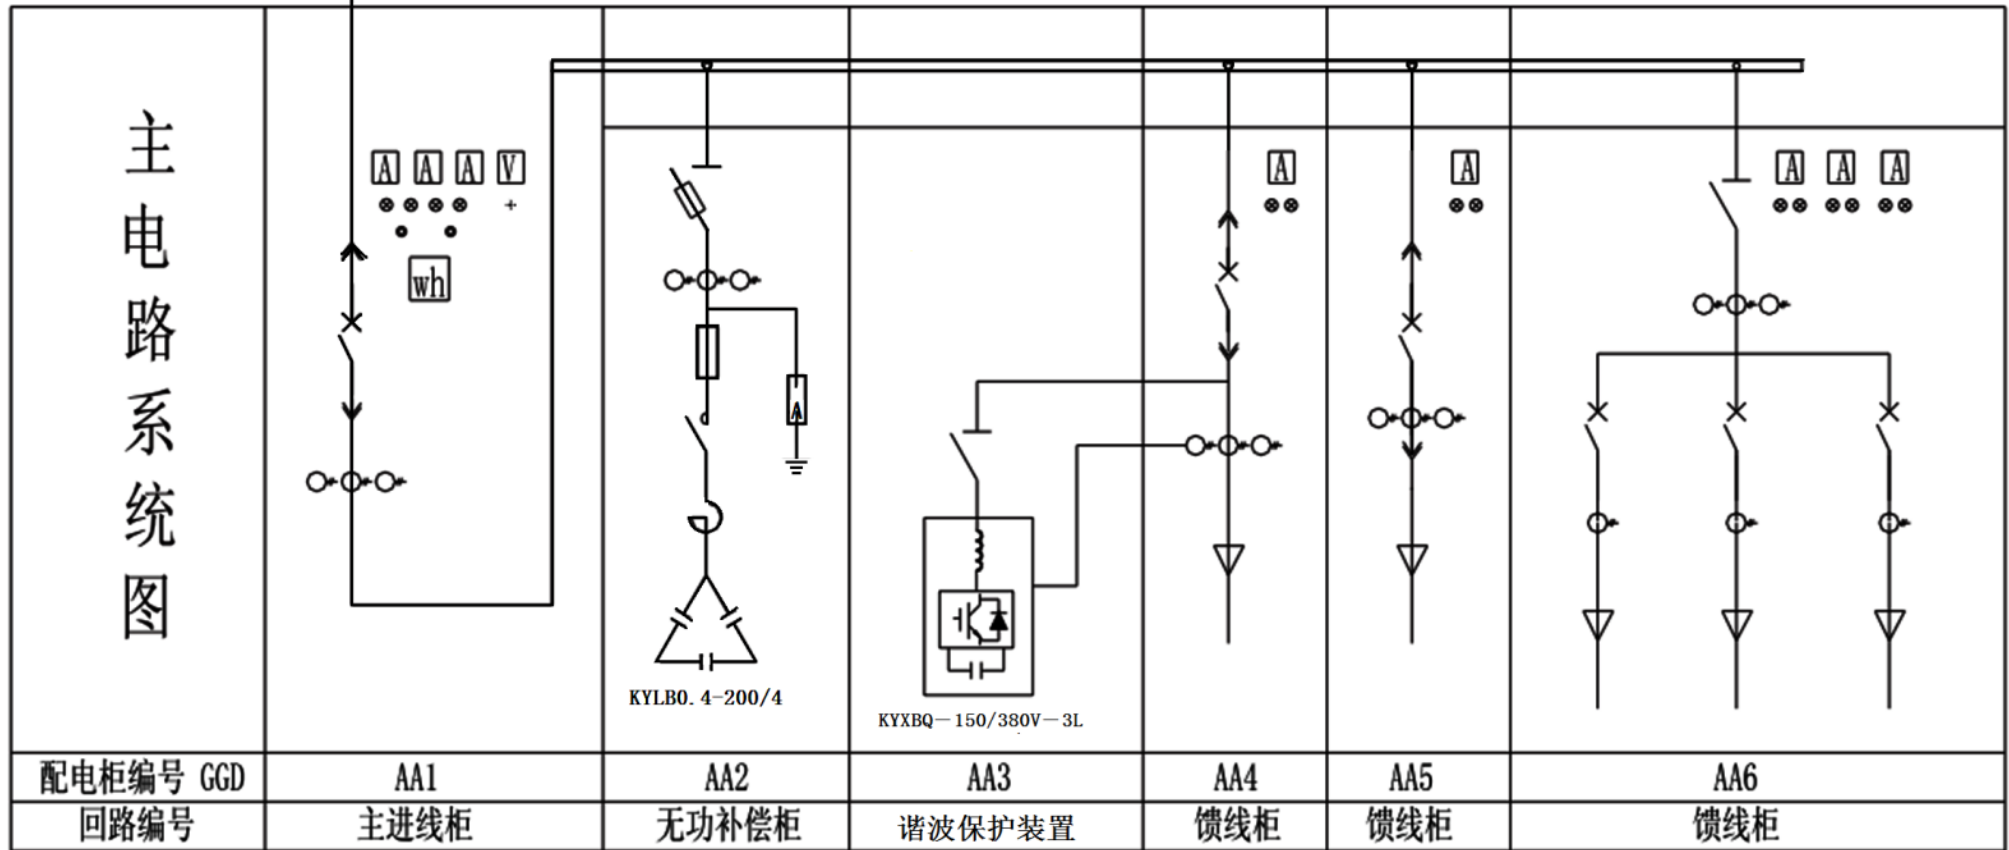 主电路系统图
A A A V
wh
A
A
A
A A A
KYLB0.4-200/4
KYXBQ-150/380V-3L
配电柜编号 GGD AA1 AA2 AA3 AA4 AA5 AA6
回路编号 主进线柜 无功补偿柜 谐波保护装置 馈线柜 馈线柜 馈线柜